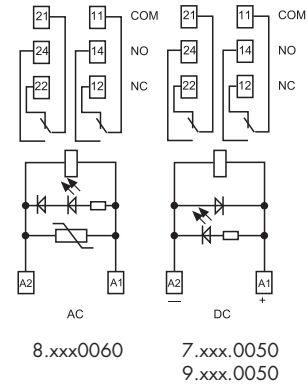 21 11 COM 21 11 COM
24 14 NO 24 14 NO
22 12 NC 22 12 NC
A2 A1 A2 A1
— +
AC DC
8.xxx0060 7.xxx.0050
9.xxx.0050